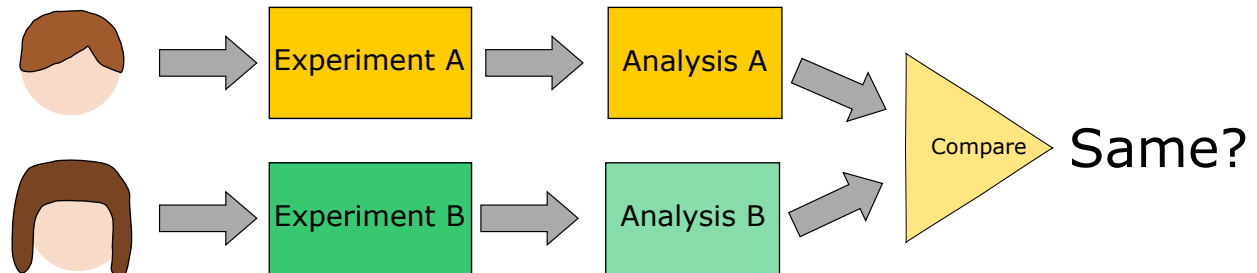 Experiment A
Analysis A
Compare
Same?
Experiment B
Analysis B